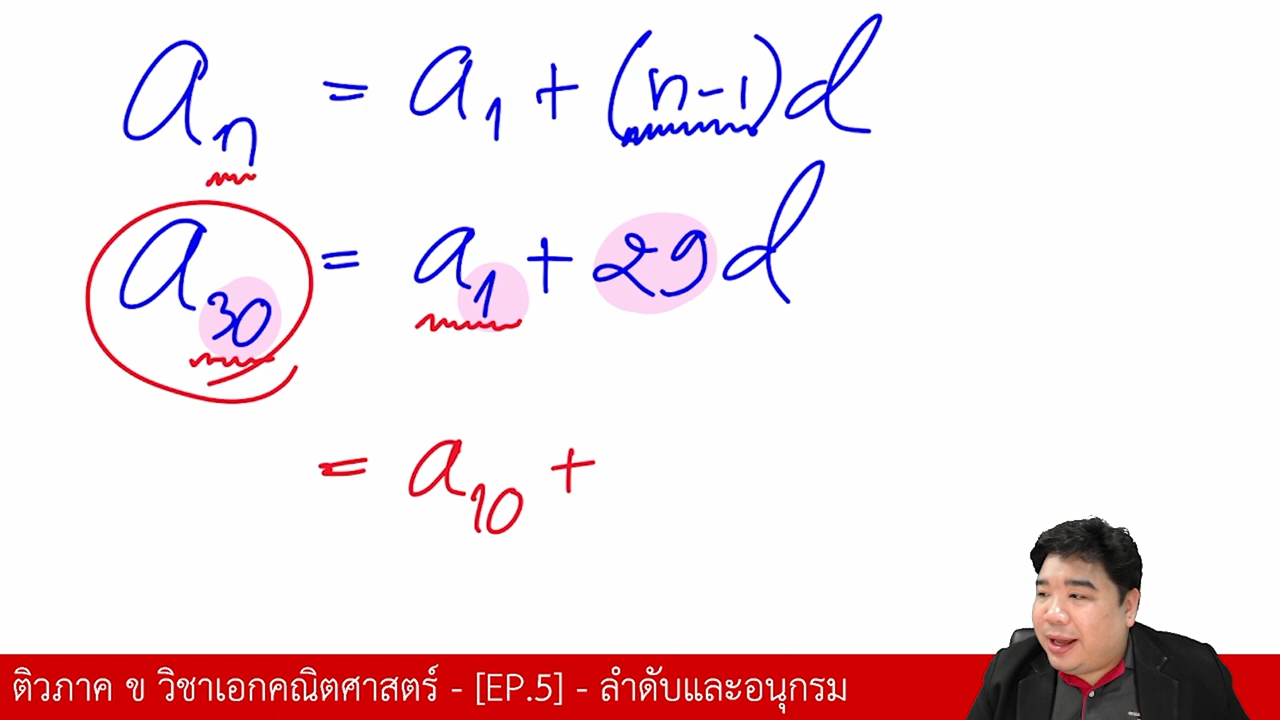 aₙ = a₁ + (n-1)d
a₃₀ = a₁ + 29d
= a₁₀ +
ติวภาค ข วิชาเอกคณิตศาสตร์ - [EP.5] - ลำดับและอนุกรม